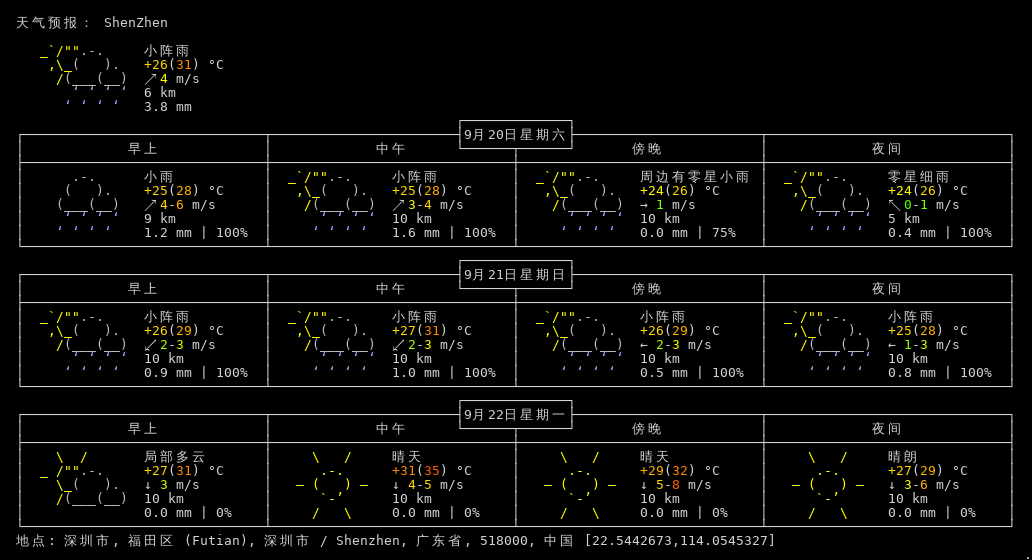 天气预报: ShenZhen
小阵雨
+26(31) °C
↗4 m/s
6 km
3.8 mm
9月20日星期六
早上 中午 傍晚 夜间
小雨 小阵雨 周边有零星小雨 零星细雨
+25(28) °C +25(28) °C +24(26) °C +24(26) °C
↗4-6 m/s ↗3-4 m/s → 1 m/s ↖0-1 m/s
9 km 10 km 10 km 5 km
1.2 mm | 100% 1.6 mm | 100% 0.0 mm | 75% 0.4 mm | 100%
9月21日星期日
早上 中午 傍晚 夜间
小阵雨 小阵雨 小阵雨 小阵雨
+26(29) °C +27(31) °C +26(29) °C +25(28) °C
↙2-3 m/s ↙2-3 m/s ← 2-3 m/s ← 1-3 m/s
10 km 10 km 10 km 10 km
0.9 mm | 100% 1.0 mm | 100% 0.5 mm | 100% 0.8 mm | 100%
9月22日星期一
早上 中午 傍晚 夜间
局部多云 晴天 晴天 晴朗
+27(31) °C +31(35) °C +29(32) °C +27(29) °C
↓ 3 m/s ↓ 4-5 m/s ↓ 5-8 m/s ↓ 3-6 m/s
10 km 10 km 10 km 10 km
0.0 mm | 0% 0.0 mm | 0% 0.0 mm | 0% 0.0 mm | 0%
地点: 深圳市, 福田区 (Futian), 深圳市 / Shenzhen, 广东省, 518000, 中国 [22.5442673,114.0545327]